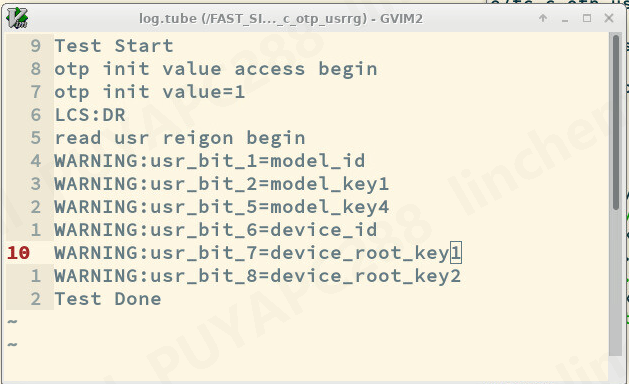 log.tube (/FAST_SI..._c_otp_usrrg) - GVIM2
9 Test Start
8 otp init value access begin
7 otp init value=1
6 LCS:DR
5 read usr reigon begin
4 WARNING:usr_bit_1=model_id
3 WARNING:usr_bit_2=model_key1
2 WARNING:usr_bit_5=model_key4
1 WARNING:usr_bit_6=device_id
10 WARNING:usr_bit_7=device_root_key1
1 WARNING:usr_bit_8=device_root_key2
2 Test Done
~
~